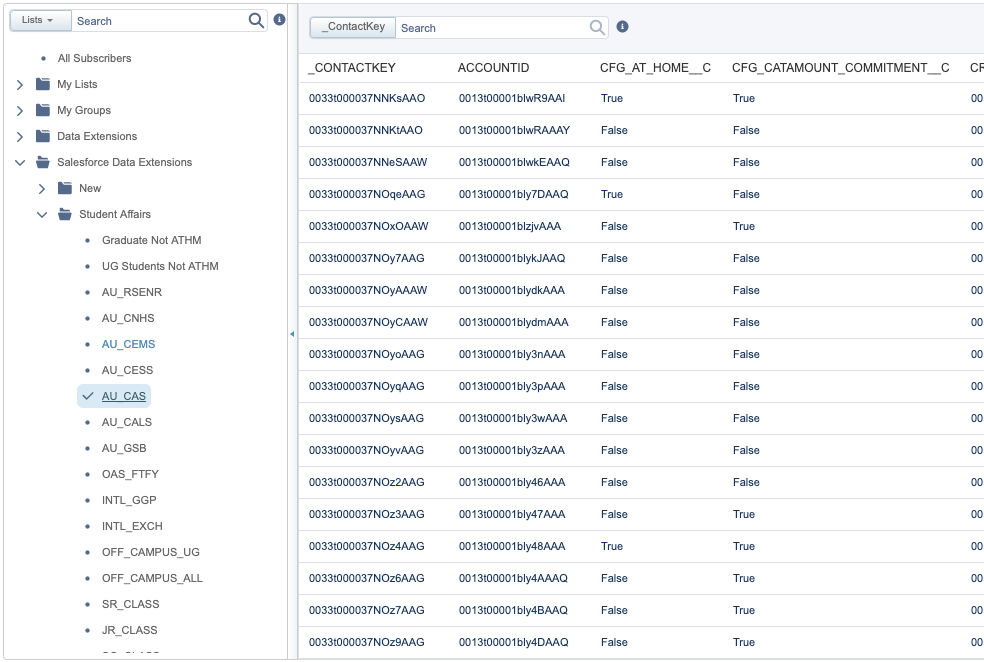 Lists Search
All Subscribers
My Lists
My Groups
Data Extensions
Salesforce Data Extensions
New
Student Affairs
Graduate Not ATHM
UG Students Not ATHM
AU_RSENR
AU_CNHS
AU_CEMS
AU_CESS
AU_CAS
AU_CALS
AU_GSB
OAS_FTFY
INTL_GGP
INTL_EXCH
OFF_CAMPUS_UG
OFF_CAMPUS_ALL
SR_CLASS
JR_CLASS
_ContactKey Search
_CONTACTKEY ACCOUNTID CFG_AT_HOME__C CFG_CATAMOUNT_COMMITMENT__C CR
0033t000037NNKsAAO 0013t00001blwR9AAI True True 00
0033t000037NNKtAAO 0013t00001blwRAAAY False False 00
0033t000037NNeSAAW 0013t00001blwkEAAQ False False 00
0033t000037NOqeAAG 0013t00001bly7DAAQ True False 00
0033t000037NOxOAAW 0013t00001blzjvAAA False True 00
0033t000037NOy7AAG 0013t00001blykJAAQ False False 00
0033t000037NOyAAAW 0013t00001blydkAAA False False 00
0033t000037NOyCAAW 0013t00001blydmAAA False False 00
0033t000037NOyoAAG 0013t00001bly3nAAA False False 00
0033t000037NOyqAAG 0013t00001bly3pAAA False False 00
0033t000037NOysAAG 0013t00001bly3wAAA False False 00
0033t000037NOyvAAG 0013t00001bly3zAAA False False 00
0033t000037NOz2AAG 0013t00001bly46AAA False False 00
0033t000037NOz3AAG 0013t00001bly47AAA False True 00
0033t000037NOz4AAG 0013t00001bly48AAA True True 00
0033t000037NOz6AAG 0013t00001bly4AAAQ False True 00
0033t000037NOz7AAG 0013t00001bly4BAAQ False True 00
0033t000037NOz9AAG 0013t00001bly4DAAQ False True 00